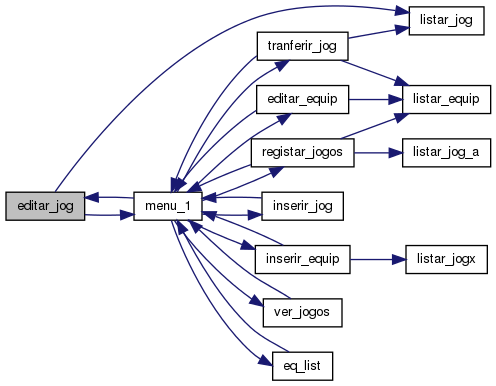 listar_jog
tranferir_jog
editar_equip
listar_equip
registar_jogos
listar_jog_a
editar_jog
menu_1
inserir_jog
inserir_equip
listar_jogx
ver_jogos
eq_list